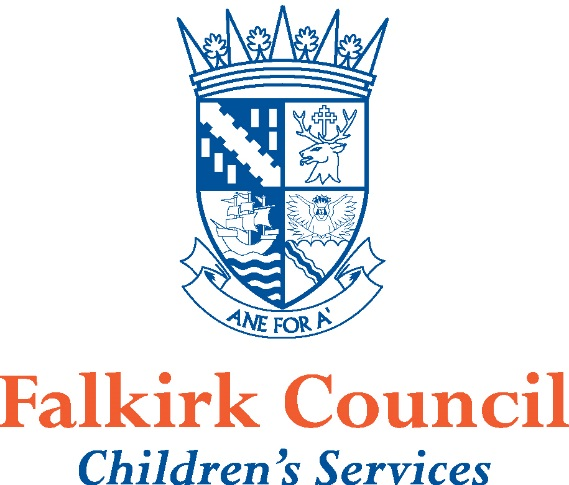 ANE FOR A'
Falkirk Council
Children's Services